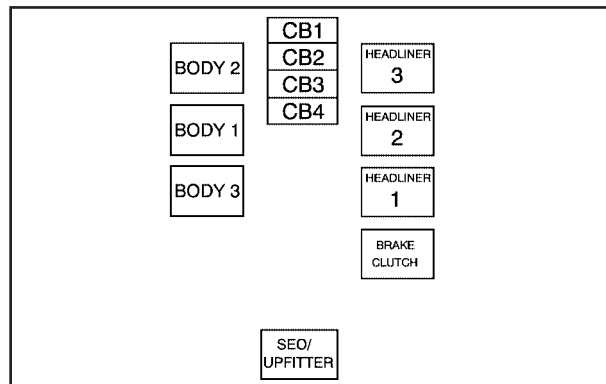 CB1
CB2
CB3
CB4
BODY 2
BODY 1
BODY 3
HEADLINER
3
HEADLINER
2
HEADLINER
1
BRAKE
CLUTCH
SEO/
UPFITTER